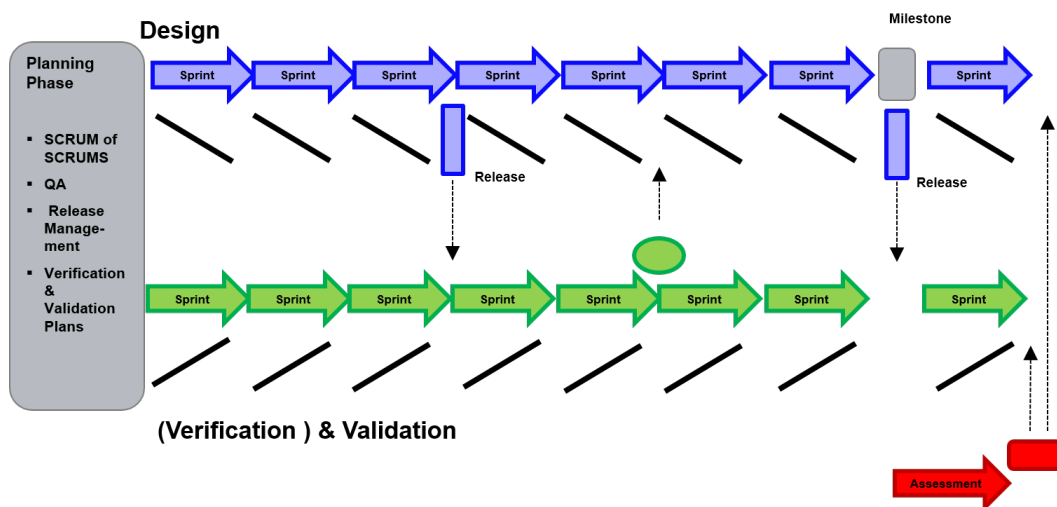 Design
Milestone
Planning
Phase
▪ SCRUM of
SCRUMS
▪ QA
▪ Release
Manage-
ment
▪ Verification
&
Validation
Plans
Sprint Sprint Sprint Sprint Sprint Sprint Sprint Sprint
Release
Release
Sprint Sprint Sprint Sprint Sprint Sprint Sprint Sprint
(Verification ) & Validation
Assessment